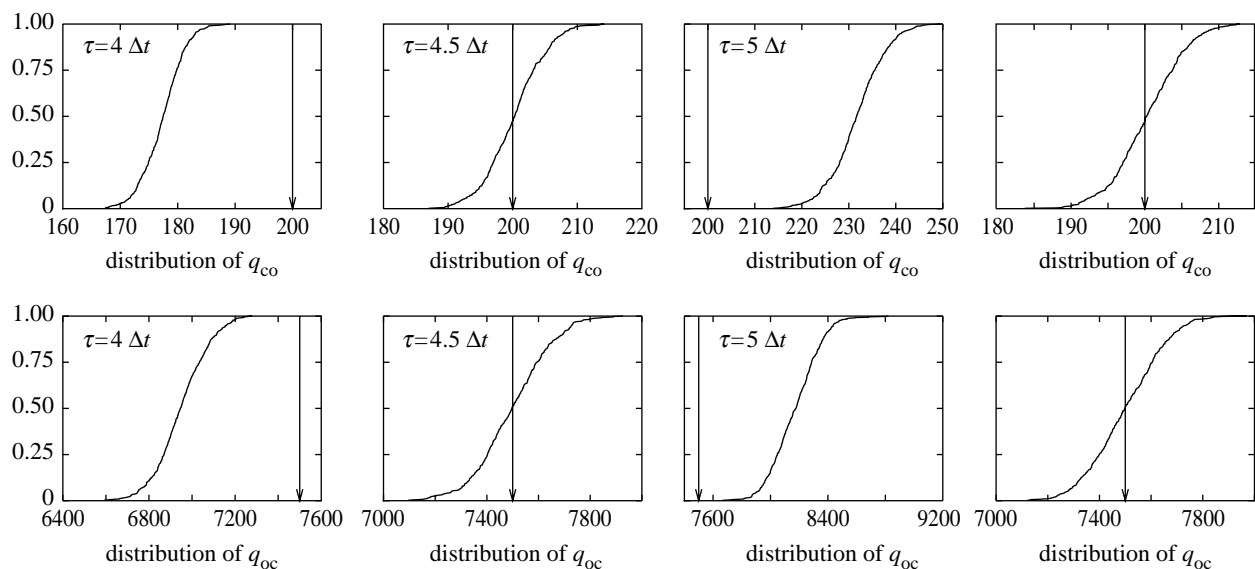 1.00
0.75
0.50
0.25
0
τ=4 Δt
τ=4.5 Δt
τ=5 Δt
160 170 180 190 200
180 190 200 210 220
200 210 220 230 240 250
180 190 200 210
distribution of q_co
distribution of q_co
distribution of q_co
distribution of q_co
1.00
0.75
0.50
0.25
0
τ=4 Δt
τ=4.5 Δt
τ=5 Δt
6400 6800 7200 7600
7000 7400 7800
7600 8400 9200
7000 7400 7800
distribution of q_oc
distribution of q_oc
distribution of q_oc
distribution of q_oc